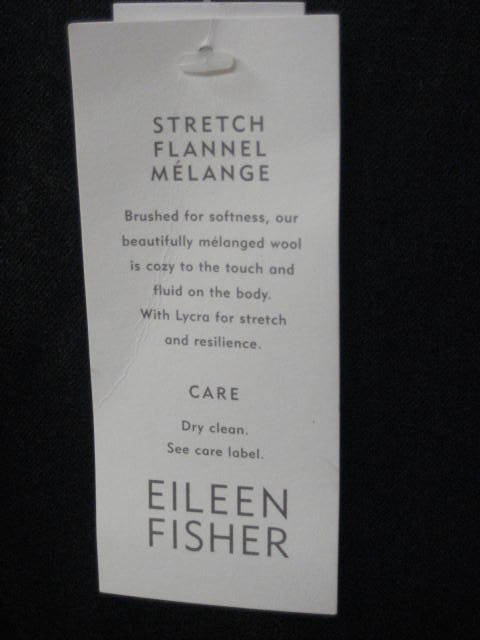 STRETCH
FLANNEL
MÉLANGE
Brushed for softness, our
beautifully mélanged wool
is cozy to the touch and
fluid on the body.
With Lycra for stretch
and resilience.
CARE
Dry clean.
See care label.
EILEEN
FISHER